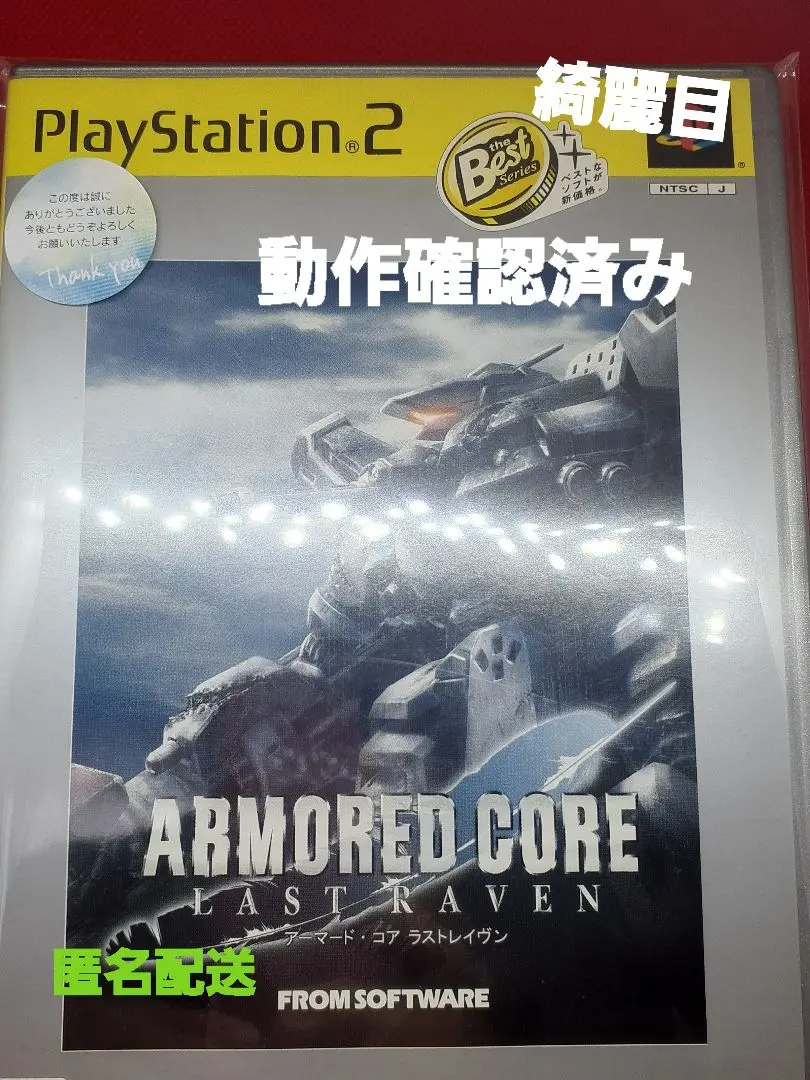 綺麗目
PlayStation®2
the
Best
Series
ベストな
ソフトが
新価格。
®
NTSC J
この度は誠に
ありがとうございました
今後ともどうぞよろしく
お願いいたします
Thank you
動作確認済み
ARMORED CORE
LAST RAVEN
アーマード・コア ラストレイヴン
匿名配送
FROMSOFTWARE